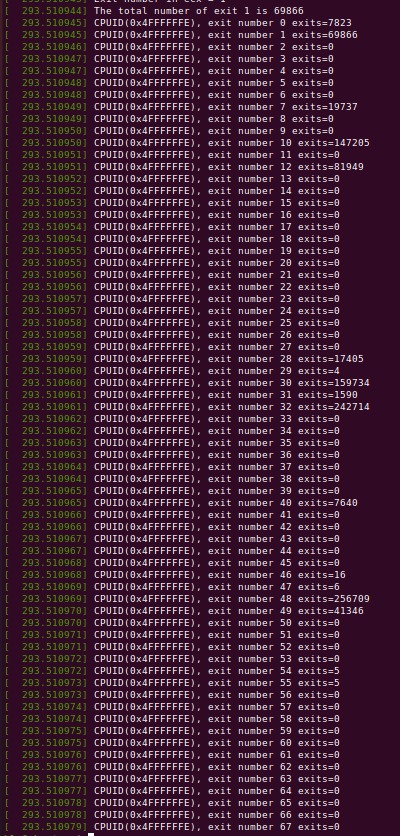 [  293.510944] The total number of exit 1 is 69866
[  293.510945] CPUID(0x4FFFFFFE), exit number 0 exits=7823
[  293.510945] CPUID(0x4FFFFFFE), exit number 1 exits=69866
[  293.510946] CPUID(0x4FFFFFFE), exit number 2 exits=0
[  293.510947] CPUID(0x4FFFFFFE), exit number 3 exits=0
[  293.510947] CPUID(0x4FFFFFFE), exit number 4 exits=0
[  293.510948] CPUID(0x4FFFFFFE), exit number 5 exits=0
[  293.510948] CPUID(0x4FFFFFFE), exit number 6 exits=0
[  293.510949] CPUID(0x4FFFFFFE), exit number 7 exits=19737
[  293.510949] CPUID(0x4FFFFFFE), exit number 8 exits=0
[  293.510950] CPUID(0x4FFFFFFE), exit number 9 exits=0
[  293.510950] CPUID(0x4FFFFFFE), exit number 10 exits=147205
[  293.510951] CPUID(0x4FFFFFFE), exit number 11 exits=0
[  293.510951] CPUID(0x4FFFFFFE), exit number 12 exits=81949
[  293.510952] CPUID(0x4FFFFFFE), exit number 13 exits=0
[  293.510952] CPUID(0x4FFFFFFE), exit number 14 exits=0
[  293.510953] CPUID(0x4FFFFFFE), exit number 15 exits=0
[  293.510953] CPUID(0x4FFFFFFE), exit number 16 exits=0
[  293.510954] CPUID(0x4FFFFFFE), exit number 17 exits=0
[  293.510954] CPUID(0x4FFFFFFE), exit number 18 exits=0
[  293.510955] CPUID(0x4FFFFFFE), exit number 19 exits=0
[  293.510955] CPUID(0x4FFFFFFE), exit number 20 exits=0
[  293.510956] CPUID(0x4FFFFFFE), exit number 21 exits=0
[  293.510956] CPUID(0x4FFFFFFE), exit number 22 exits=0
[  293.510957] CPUID(0x4FFFFFFE), exit number 23 exits=0
[  293.510957] CPUID(0x4FFFFFFE), exit number 24 exits=0
[  293.510958] CPUID(0x4FFFFFFE), exit number 25 exits=0
[  293.510958] CPUID(0x4FFFFFFE), exit number 26 exits=0
[  293.510959] CPUID(0x4FFFFFFE), exit number 27 exits=0
[  293.510959] CPUID(0x4FFFFFFE), exit number 28 exits=17405
[  293.510960] CPUID(0x4FFFFFFE), exit number 29 exits=4
[  293.510960] CPUID(0x4FFFFFFE), exit number 30 exits=159734
[  293.510961] CPUID(0x4FFFFFFE), exit number 31 exits=1590
[  293.510961] CPUID(0x4FFFFFFE), exit number 32 exits=242714
[  293.510962] CPUID(0x4FFFFFFE), exit number 33 exits=0
[  293.510962] CPUID(0x4FFFFFFE), exit number 34 exits=0
[  293.510963] CPUID(0x4FFFFFFE), exit number 35 exits=0
[  293.510963] CPUID(0x4FFFFFFE), exit number 36 exits=0
[  293.510964] CPUID(0x4FFFFFFE), exit number 37 exits=0
[  293.510964] CPUID(0x4FFFFFFE), exit number 38 exits=0
[  293.510965] CPUID(0x4FFFFFFE), exit number 39 exits=0
[  293.510965] CPUID(0x4FFFFFFE), exit number 40 exits=7640
[  293.510966] CPUID(0x4FFFFFFE), exit number 41 exits=0
[  293.510966] CPUID(0x4FFFFFFE), exit number 42 exits=0
[  293.510967] CPUID(0x4FFFFFFE), exit number 43 exits=0
[  293.510967] CPUID(0x4FFFFFFE), exit number 44 exits=0
[  293.510968] CPUID(0x4FFFFFFE), exit number 45 exits=0
[  293.510968] CPUID(0x4FFFFFFE), exit number 46 exits=16
[  293.510969] CPUID(0x4FFFFFFE), exit number 47 exits=6
[  293.510969] CPUID(0x4FFFFFFE), exit number 48 exits=256709
[  293.510970] CPUID(0x4FFFFFFE), exit number 49 exits=41346
[  293.510970] CPUID(0x4FFFFFFE), exit number 50 exits=0
[  293.510971] CPUID(0x4FFFFFFE), exit number 51 exits=0
[  293.510971] CPUID(0x4FFFFFFE), exit number 52 exits=0
[  293.510972] CPUID(0x4FFFFFFE), exit number 53 exits=0
[  293.510972] CPUID(0x4FFFFFFE), exit number 54 exits=5
[  293.510973] CPUID(0x4FFFFFFE), exit number 55 exits=5
[  293.510973] CPUID(0x4FFFFFFE), exit number 56 exits=0
[  293.510974] CPUID(0x4FFFFFFE), exit number 57 exits=0
[  293.510974] CPUID(0x4FFFFFFE), exit number 58 exits=0
[  293.510975] CPUID(0x4FFFFFFE), exit number 59 exits=0
[  293.510975] CPUID(0x4FFFFFFE), exit number 60 exits=0
[  293.510976] CPUID(0x4FFFFFFE), exit number 61 exits=0
[  293.510976] CPUID(0x4FFFFFFE), exit number 62 exits=0
[  293.510977] CPUID(0x4FFFFFFE), exit number 63 exits=0
[  293.510977] CPUID(0x4FFFFFFE), exit number 64 exits=0
[  293.510978] CPUID(0x4FFFFFFE), exit number 65 exits=0
[  293.510978] CPUID(0x4FFFFFFE), exit number 66 exits=0
[  293.510979] CPUID(0x4FFFFFFE), exit number 67 exits=0